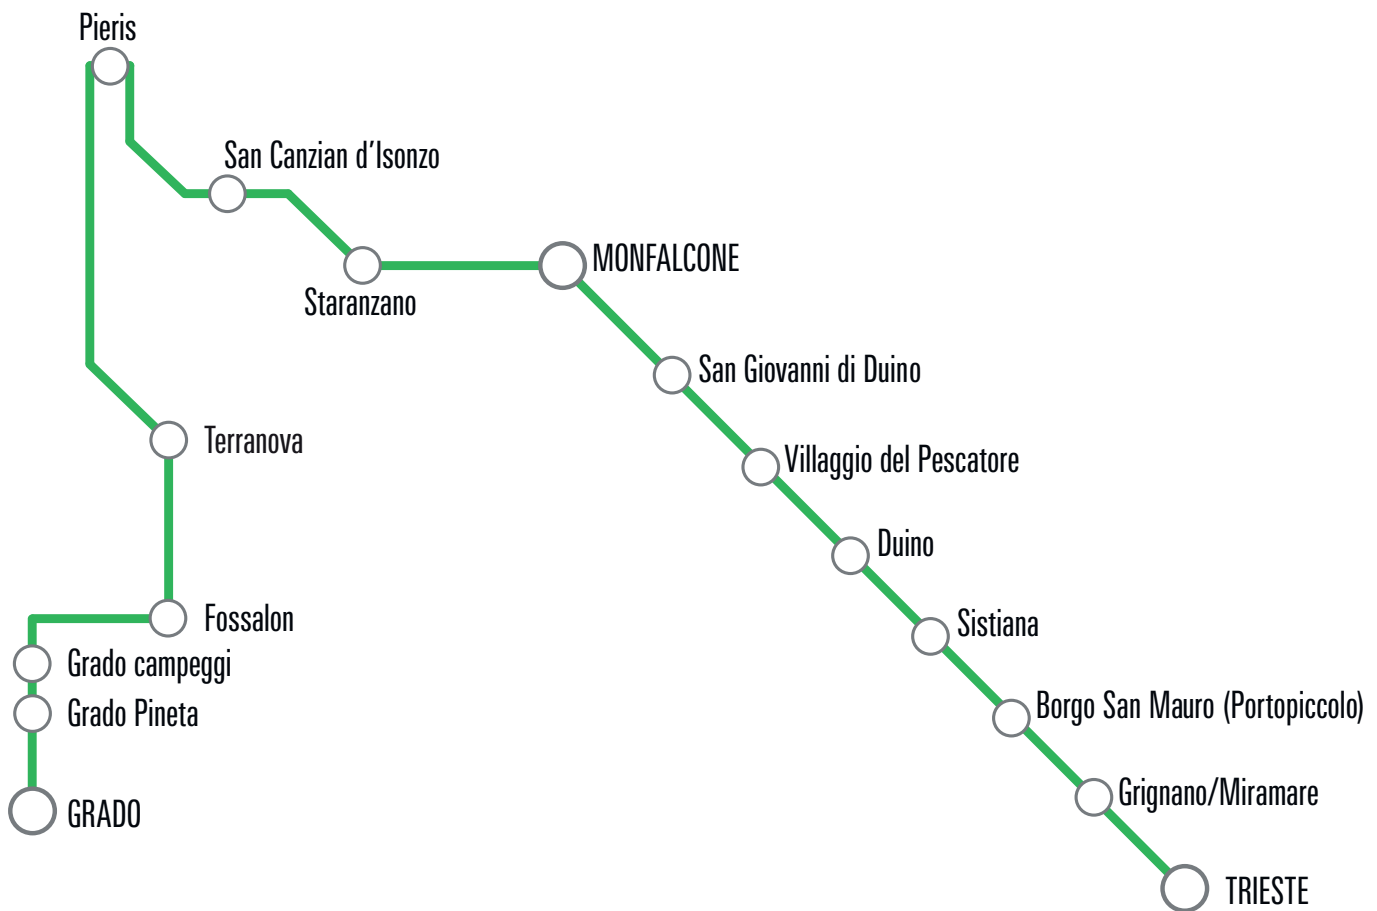 Pieris
San Canzian d'Isonzo
MONFALCONE
Staranzano
San Giovanni di Duino
Terranova
Villaggio del Pescatore
Duino
Fossalon
Sistiana
Grado campeggi
Grado Pineta
Borgo San Mauro (Portopiccolo)
Grignano/Miramare
GRADO
TRIESTE